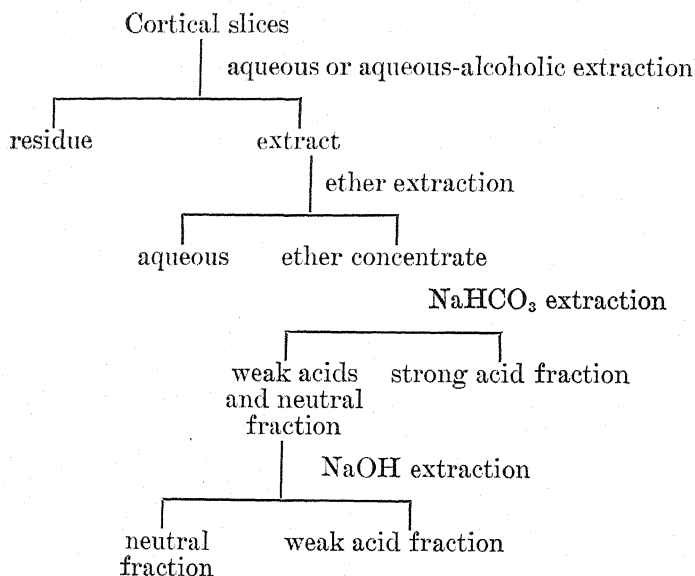 Cortical slices
aqueous or aqueous-alcoholic extraction
residue extract
ether extraction
aqueous ether concentrate
NaHCO₃ extraction
weak acids strong acid fraction
and neutral
fraction
NaOH extraction
neutral weak acid fraction
fraction